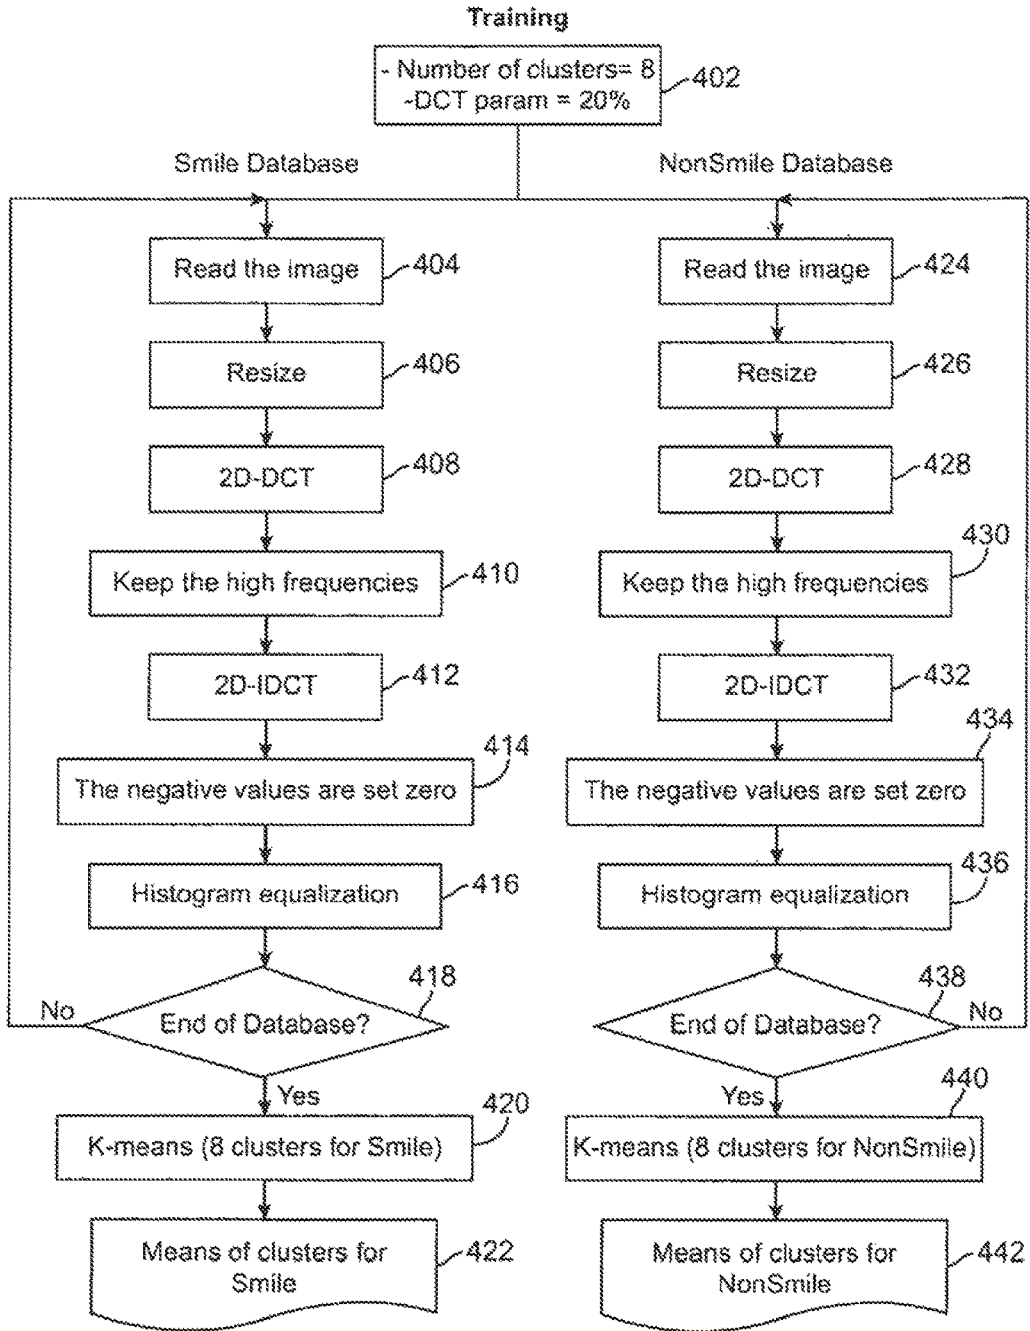 Training
- Number of clusters= 8
-DCT param = 20%
402
Smile Database
Read the image
404
Resize
406
2D-DCT
408
Keep the high frequencies
410
2D-IDCT
412
The negative values are set zero
414
Histogram equalization
416
End of Database?
418
No
Yes
K-means (8 clusters for Smile)
420
Means of clusters for
Smile
422
NonSmile Database
Read the image
424
Resize
426
2D-DCT
428
Keep the high frequencies
430
2D-IDCT
432
The negative values are set zero
434
Histogram equalization
436
End of Database?
438
No
Yes
K-means (8 clusters for NonSmile)
440
Means of clusters for
NonSmile
442